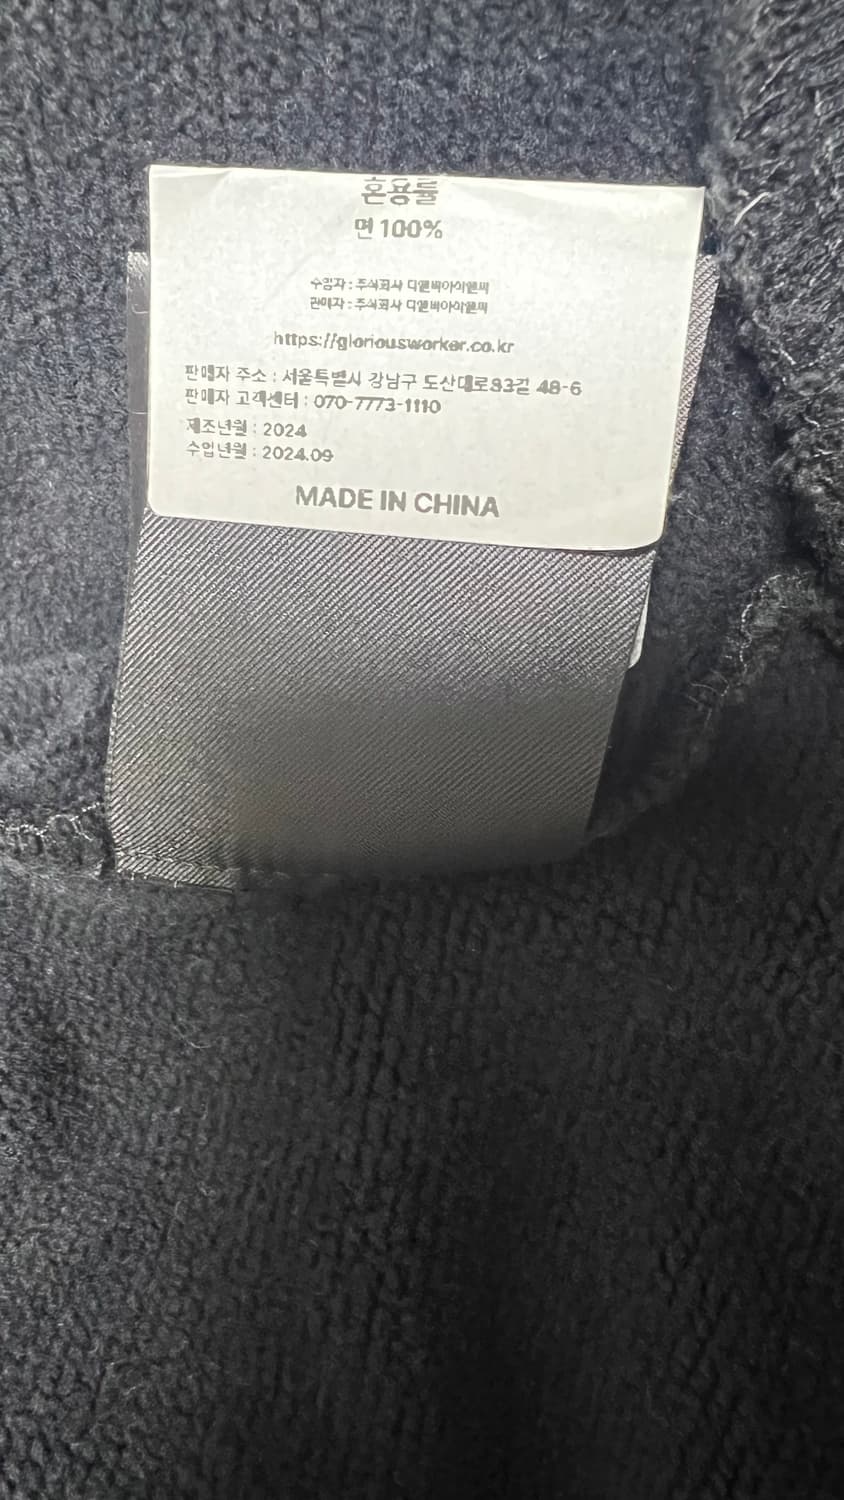 혼용률
면 100%
수입자 : 주식회사 디앤비아이앤씨
판매자 : 주식회사 디앤비아이앤씨
https://gloriousworker.co.kr
판매자 주소 : 서울특별시 강남구 도산대로83길 48-6
판매자 고객센터 : 070-7773-1110
제조년월 : 2024
수입년월 : 2024.09
MADE IN CHINA